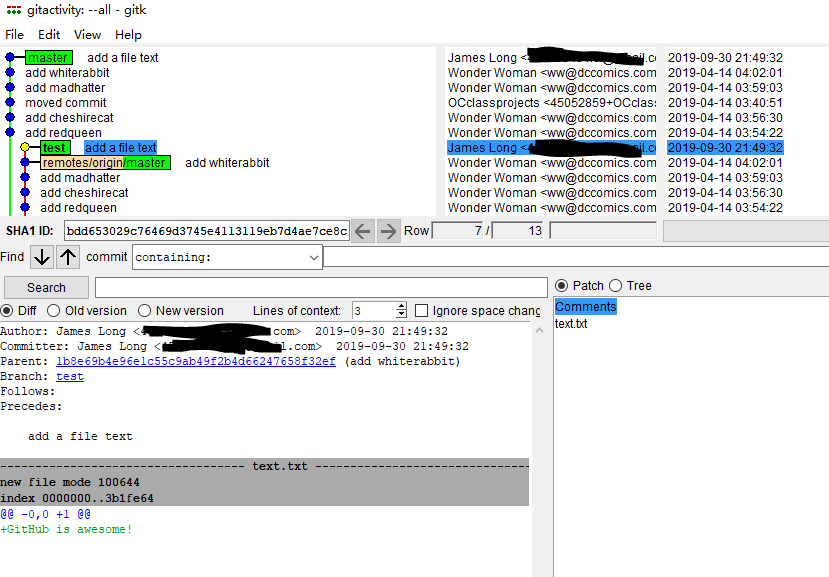 gitactivity: --all - gitk
File Edit View Help
master add a file text James Long < il.com 2019-09-30 21:49:32
add whiterabbit Wonder Woman <ww@dccomics.com 2019-04-14 04:02:01
add madhatter Wonder Woman <ww@dccomics.com 2019-04-14 03:59:03
moved commit OCclassprojects <45052859+OCclass 2019-04-14 03:40:51
add cheshirecat Wonder Woman <ww@dccomics.com 2019-04-14 03:56:30
add redqueen Wonder Woman <ww@dccomics.com 2019-04-14 03:54:22
test add a file text James Long < il.com 2019-09-30 21:49:32
remotes/origin/master add whiterabbit Wonder Woman <ww@dccomics.com 2019-04-14 04:02:01
add madhatter Wonder Woman <ww@dccomics.com 2019-04-14 03:59:03
add cheshirecat Wonder Woman <ww@dccomics.com 2019-04-14 03:56:30
add redqueen Wonder Woman <ww@dccomics.com 2019-04-14 03:54:22
SHA1 ID: bdd653029c76469d3745e4113119eb7d4ae7ce8c Row 7 / 13
Find commit containing:
Search
Patch Tree
Diff Old version New version Lines of context: 3 Ignore space chang
Comments
text.txt
Author: James Long < .com> 2019-09-30 21:49:32
Committer: James Long < l.com> 2019-09-30 21:49:32
Parent: 1b8e69b4e96e1c55c9ab49f2b4d66247658f32ef (add whiterabbit)
Branch: test
Follows:
Precedes:
add a file text
------------------------------- text.txt -------------------------------
new file mode 100644
index 0000000..3b1fe64
@@ -0,0 +1 @@
+GitHub is awesome!